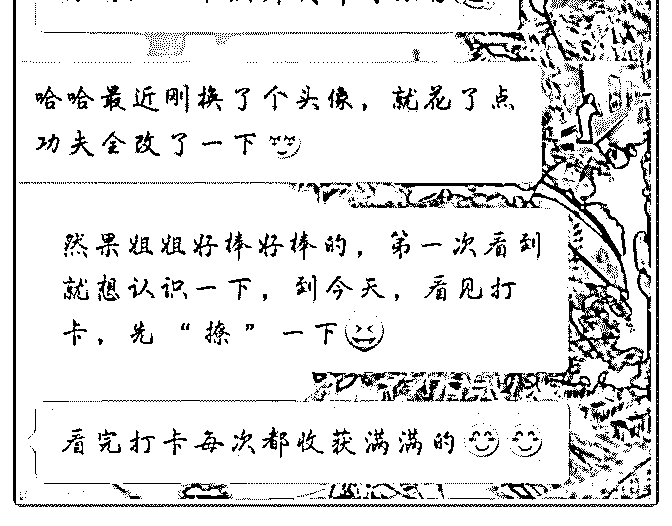 哈哈最近刚换了个头像，就花了点
功夫全改了一下
然果姐姐好棒好棒的，第一次看到
就想认识一下，到今天，看见打
卡，先“撩”一下
看完打卡每次都收获满满的